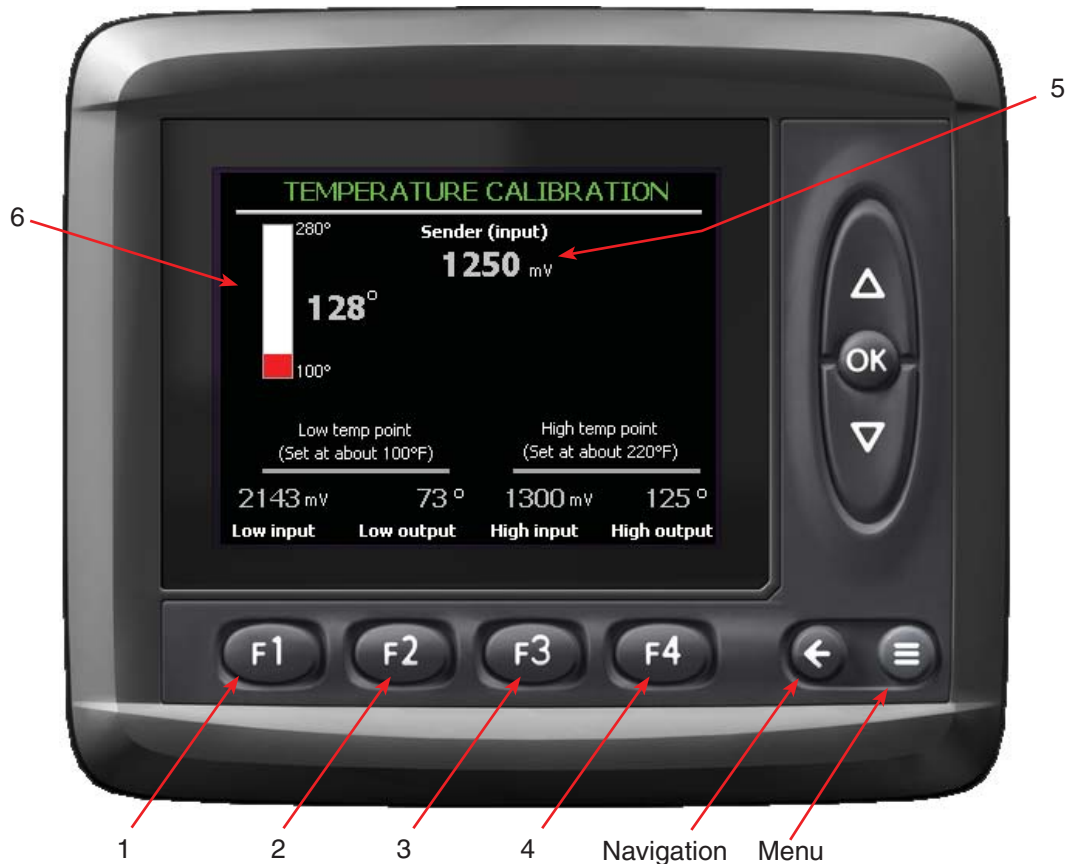 5
TEMPERATURE CALIBRATION
6
280°
Sender (input)
1250 mV
128°
100°
OK
Low temp point
High temp point
(Set at about 100ºF)
(Set at about 220ºF)
2143 mV 73 º 1300 mV 125 º
Low input Low output High input High output
F1 F2 F3 F4
1 2 3 4 Navigation Menu